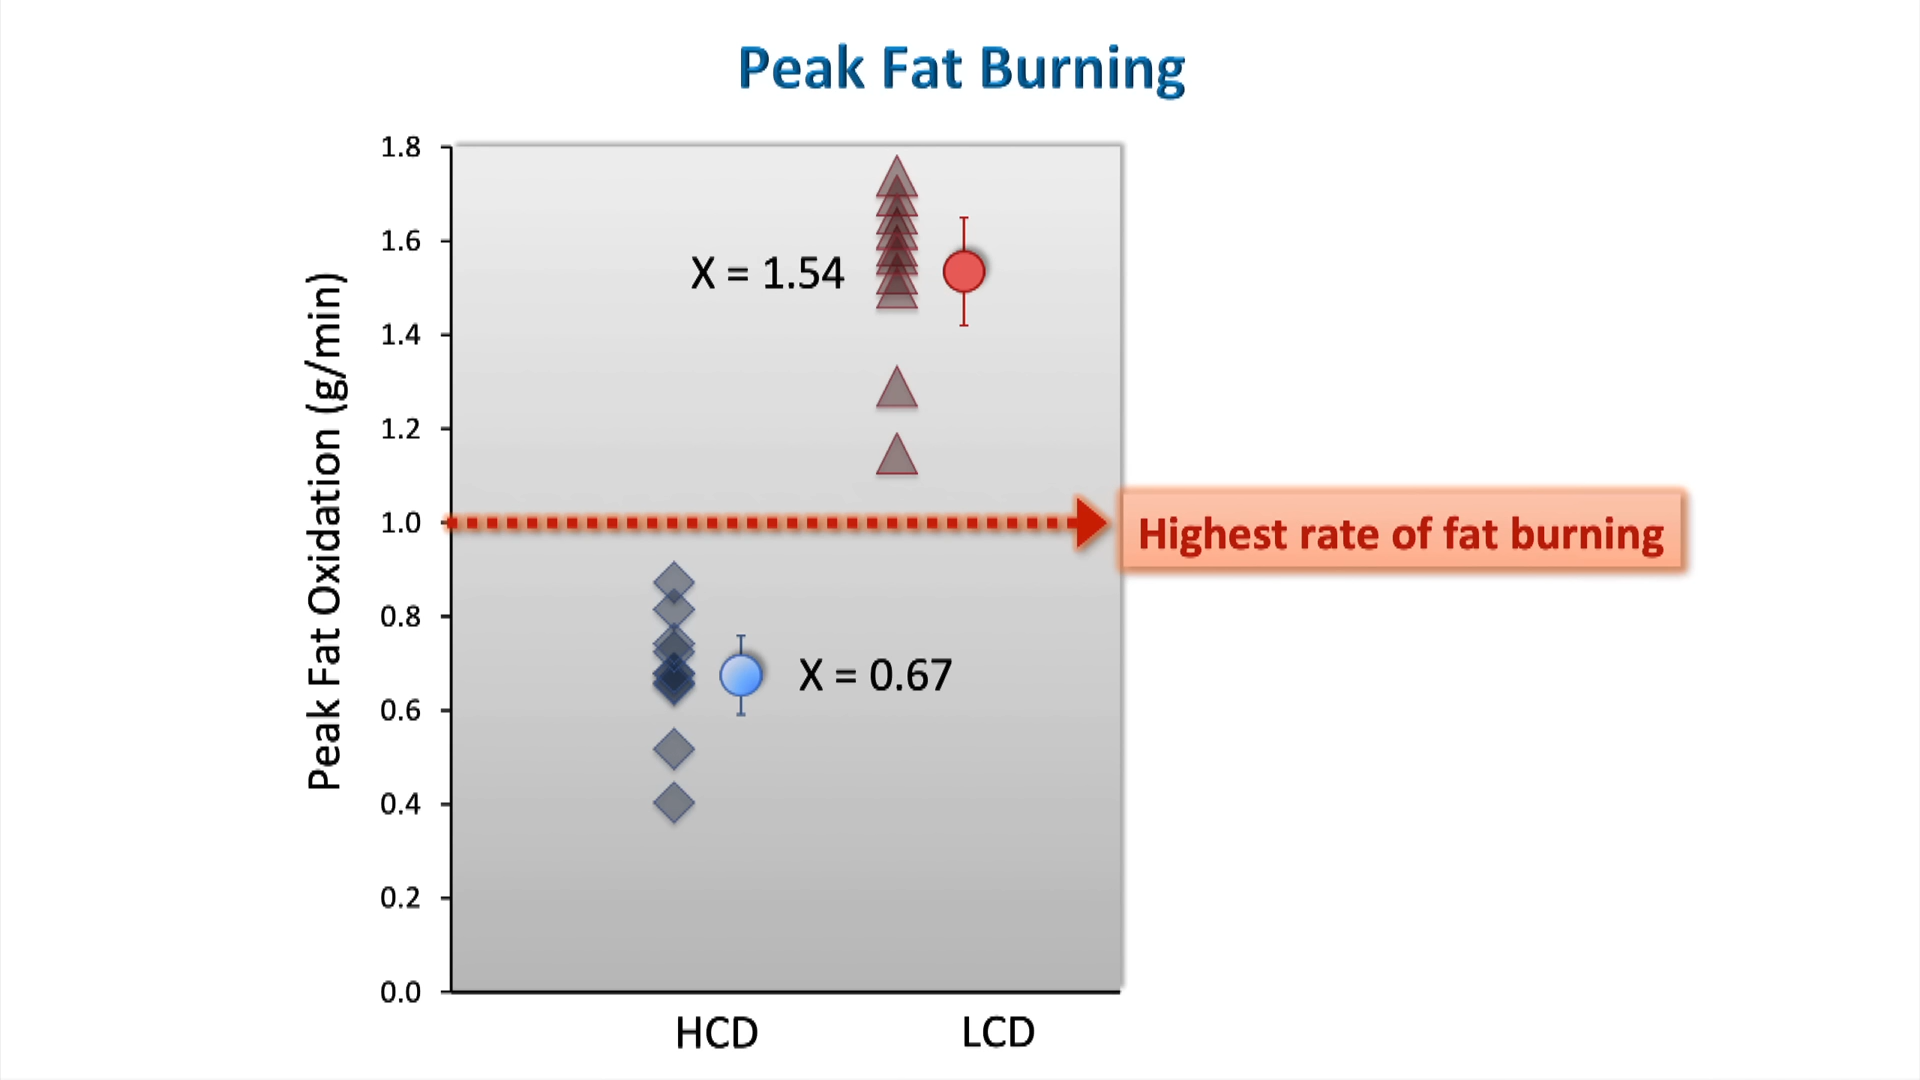 Peak Fat Burning
Peak Fat Oxidation (g/min)
1.8
1.6
1.4
1.2
1.0
0.8
0.6
0.4
0.2
0.0
X = 1.54
Highest rate of fat burning
X = 0.67
HCD
LCD